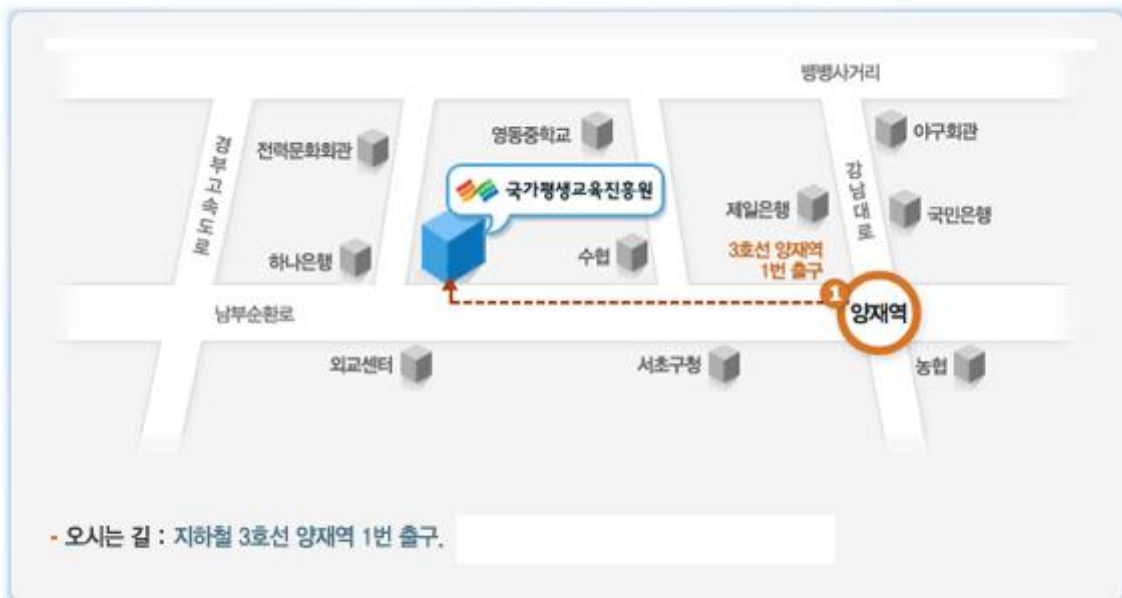 뱅뱅사거리
야구회관
영동중학교
전력문화회관
경부고속도로
국가평생교육진흥원
강남대로
제일은행
국민은행
3호선 양재역
1번 출구
수협
하나은행
1
양재역
남부순환로
외교센터
서초구청
농협
- 오시는 길 : 지하철 3호선 양재역 1번 출구.